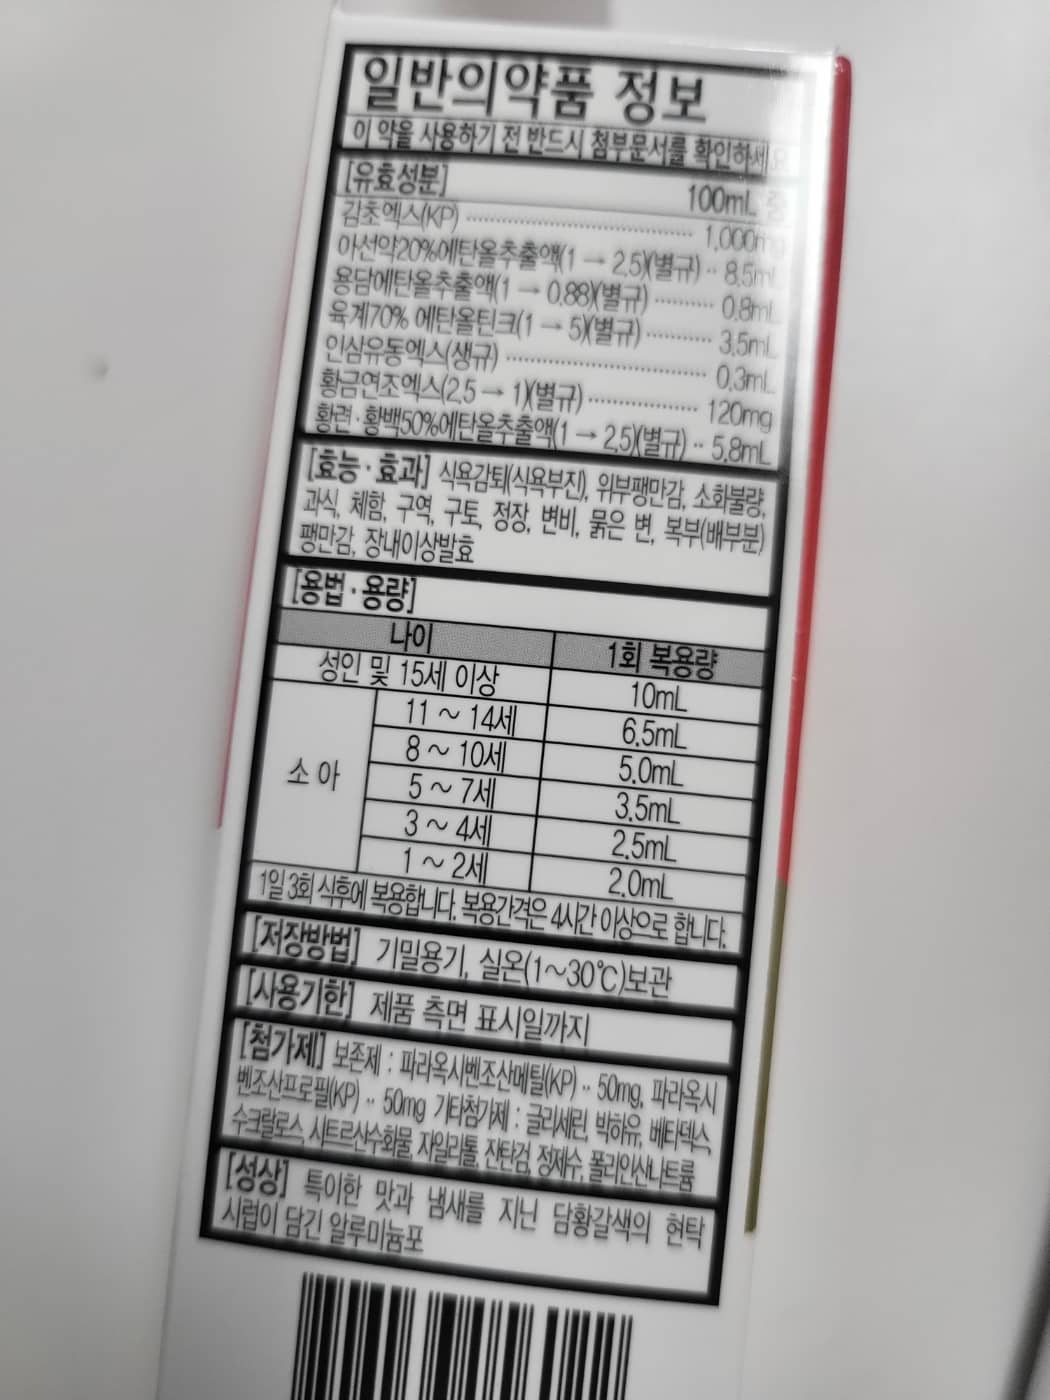 일반의약품 정보
이 약을 사용하기 전 반드시 첨부문서를 확인하세요
[유효성분] 100mL 중
감초엑스(KP) ········ 1,000mg
아선약20%에탄올추출액(1 → 2.5)(별규) ·· 8.5mL
용담에탄올추출액(1 → 0.88)(별규) ········ 0.8mL
육계70% 에탄올틴크(1 → 5)(별규) ········ 3.5mL
인삼유동엑스(생규) ········ 0.3mL
황금연조엑스(2.5 → 1)(별규) ········ 120mg
황련·황백50%에탄올추출액(1 → 2.5)(별규) ·· 5.8mL
[효능·효과] 식욕감퇴(식욕부진), 위부팽만감, 소화불량,
과식, 체함, 구역, 구토, 정장, 변비, 묽은 변, 복부(배부분)
팽만감, 장내이상발효
[용법·용량]
나이 1회 복용량
성인 및 15세 이상 10mL
소 아 11 ~ 14세 6.5mL
8 ~ 10세 5.0mL
5 ~ 7세 3.5mL
3 ~ 4세 2.5mL
1 ~ 2세 2.0mL
1일 3회 식후에 복용합니다. 복용간격은 4시간 이상으로 합니다.
[저장방법] 기밀용기, 실온(1~30℃)보관
[사용기한] 제품 측면 표시일까지
[첨가제] 보존제 : 파라옥시벤조산메틸(KP) ·· 50mg, 파라옥시
벤조산프로필(KP) ·· 50mg 기타첨가제 : 글리세린, 박하유, 베타덱스,
수크랄로스, 시트르산수화물, 자일리톨, 잔탄검, 정제수, 폴리인산나트륨
[성상] 특이한 맛과 냄새를 지닌 담황갈색의 현탁
시럽이 담긴 알루미늄포